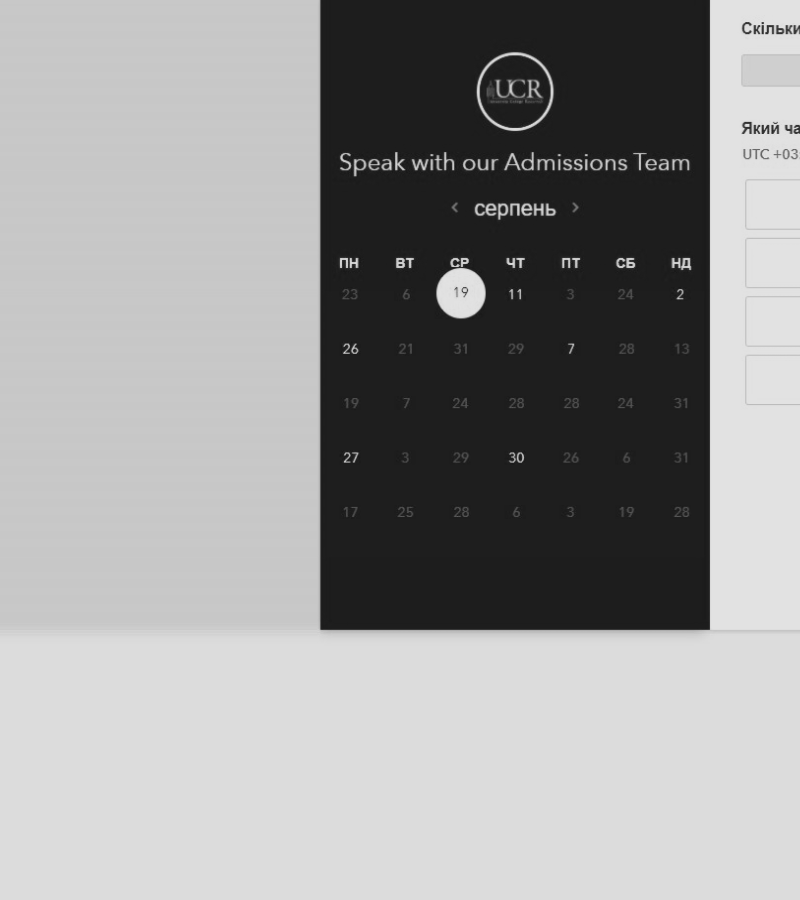 UCR
Speak with our Admissions Team
< серпень >
ПН ВТ СР ЧТ ПТ СБ НД
23 6 19 11 3 24 2
26 21 31 29 7 28 13
19 7 24 28 28 24 31
27 3 29 30 26 6 31
17 25 28 6 3 19 28
Скільки
Який ча
UTC +03